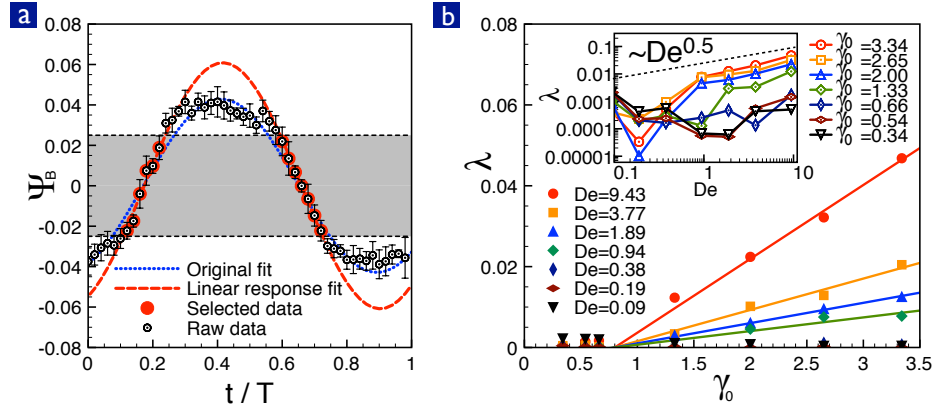 a
Ψ_B
0.08
0.06
0.04
0.02
0
-0.02
-0.04
-0.06
-0.08
Original fit
Linear response fit
Selected data
Raw data
0
0.2
0.4
0.6
0.8
1
t / T
b
λ
0.08
0.06
0.04
0.02
0
~De^0.5
λ
0.1
0.01
0.001
0.0001
0.00001
0.1
1
10
De
γ₀=3.34
γ₀=2.65
γ₀=2.00
γ₀=1.33
γ₀=0.66
γ₀=0.54
γ₀=0.34
De=9.43
De=3.77
De=1.89
De=0.94
De=0.38
De=0.19
De=0.09
0
0.5
1
1.5
2
2.5
3
3.5
γ₀